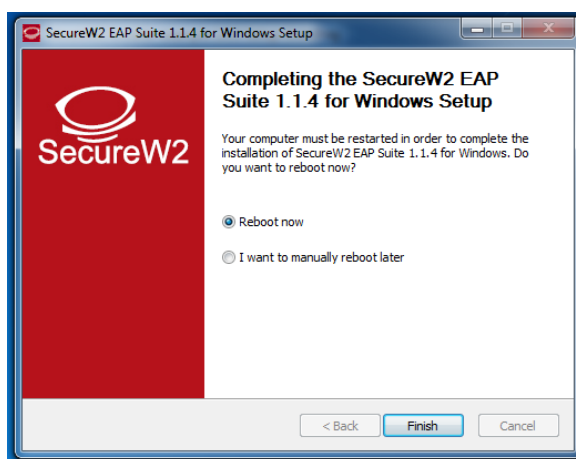 SecureW2 EAP Suite 1.1.4 for Windows Setup
SecureW2
Completing the SecureW2 EAP
Suite 1.1.4 for Windows Setup
Your computer must be restarted in order to complete the
installation of SecureW2 EAP Suite 1.1.4 for Windows. Do
you want to reboot now?
Reboot now
I want to manually reboot later
< Back
Finish
Cancel